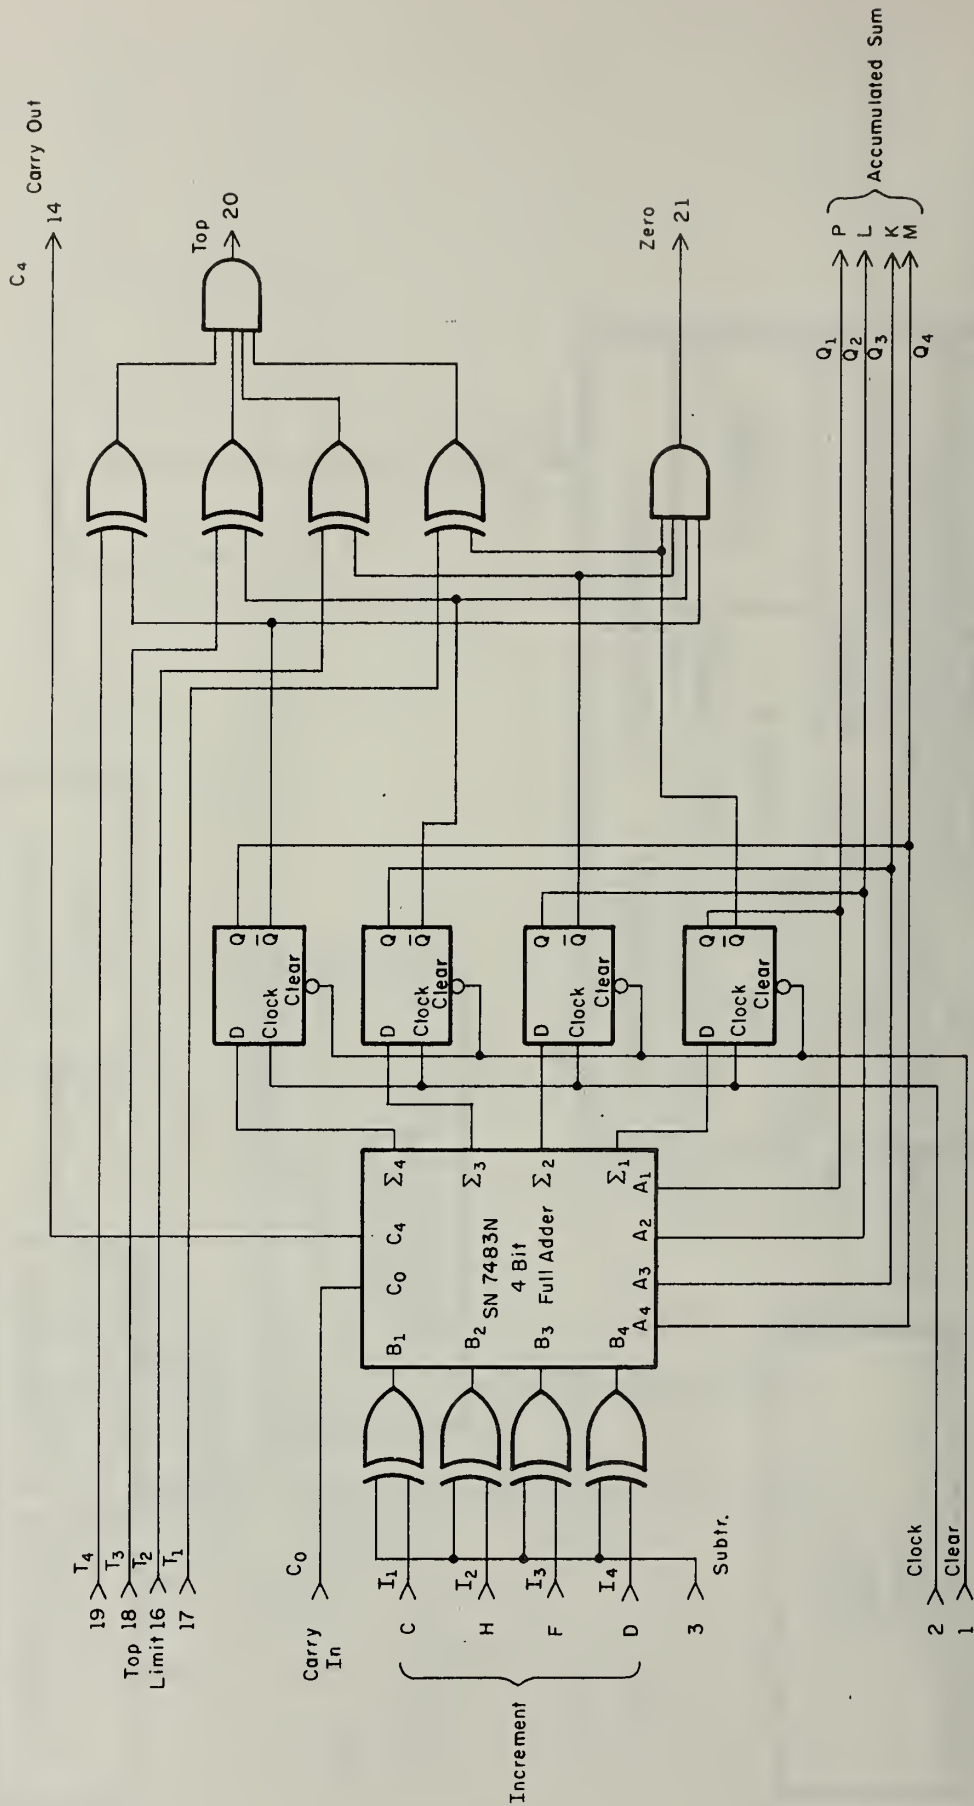 C4
Carry Out
14
Top
20
Zero
21
Accumulated Sum
P
L
K
M
Q1
Q2
Q3
Q4
19 T4
Top 18 T3
Limit 16 T2
17 T1
Carry In
C0
Increment
C I1
H I2
F I3
D I4
3 Subtr.
B1
B2
B3
B4
C0
C4
SN 7483N
4 Bit
Full Adder
Σ4
Σ3
Σ2
Σ1
A4
A3
A2
A1
D Q
Clock Q̅
Clear
D Q
Clock Q̅
Clear
D Q
Clock Q̅
Clear
D Q
Clock Q̅
Clear
2 Clock
1 Clear